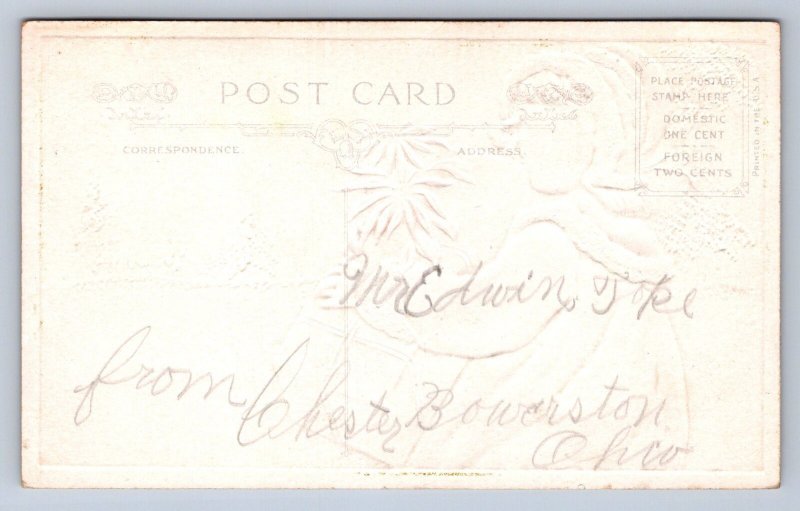 POST CARD
CORRESPONDENCE.
ADDRESS.
PLACE POSTAGE
STAMP HERE
DOMESTIC
ONE CENT
FOREIGN
TWO CENTS
PRINTED IN THE U.S.A
Mr Edwin Tope
from Chester Bowerston
Ohio